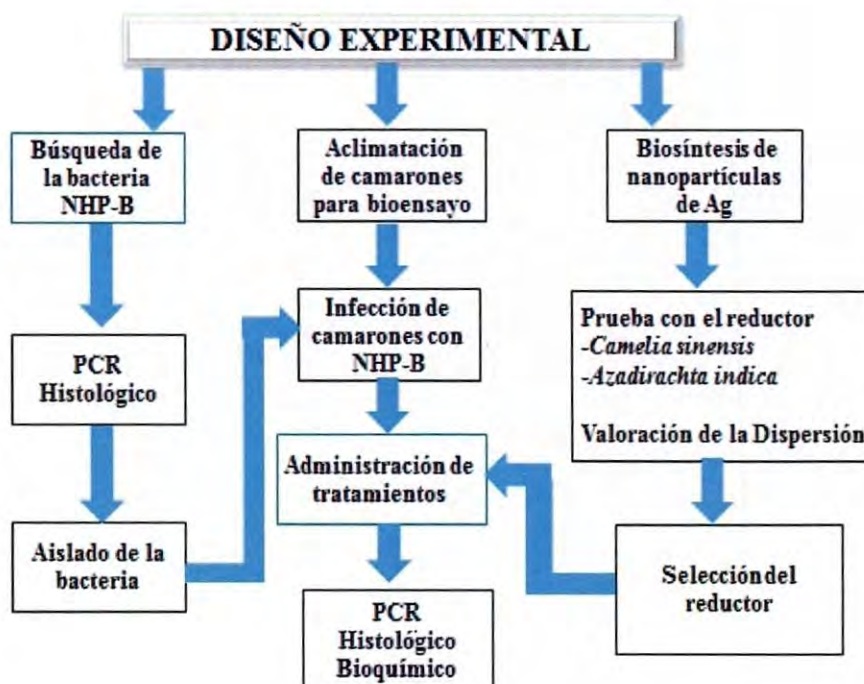 DISEÑO EXPERIMENTAL
Búsqueda de
la bacteria
NHP-B
PCR
Histológico
Aislado de la
bacteria
Aclimatación
de camarones
para bioensayo
Infección de
camarones con
NHP-B
Administración de
tratamientos
PCR
Histológico
Bioquímico
Biosíntesis de
nanopartículas
de Ag
Prueba con el reductor
-Camelia sinensis
-Azadirachta indica
Valoración de la Dispersión
Selección del
reductor